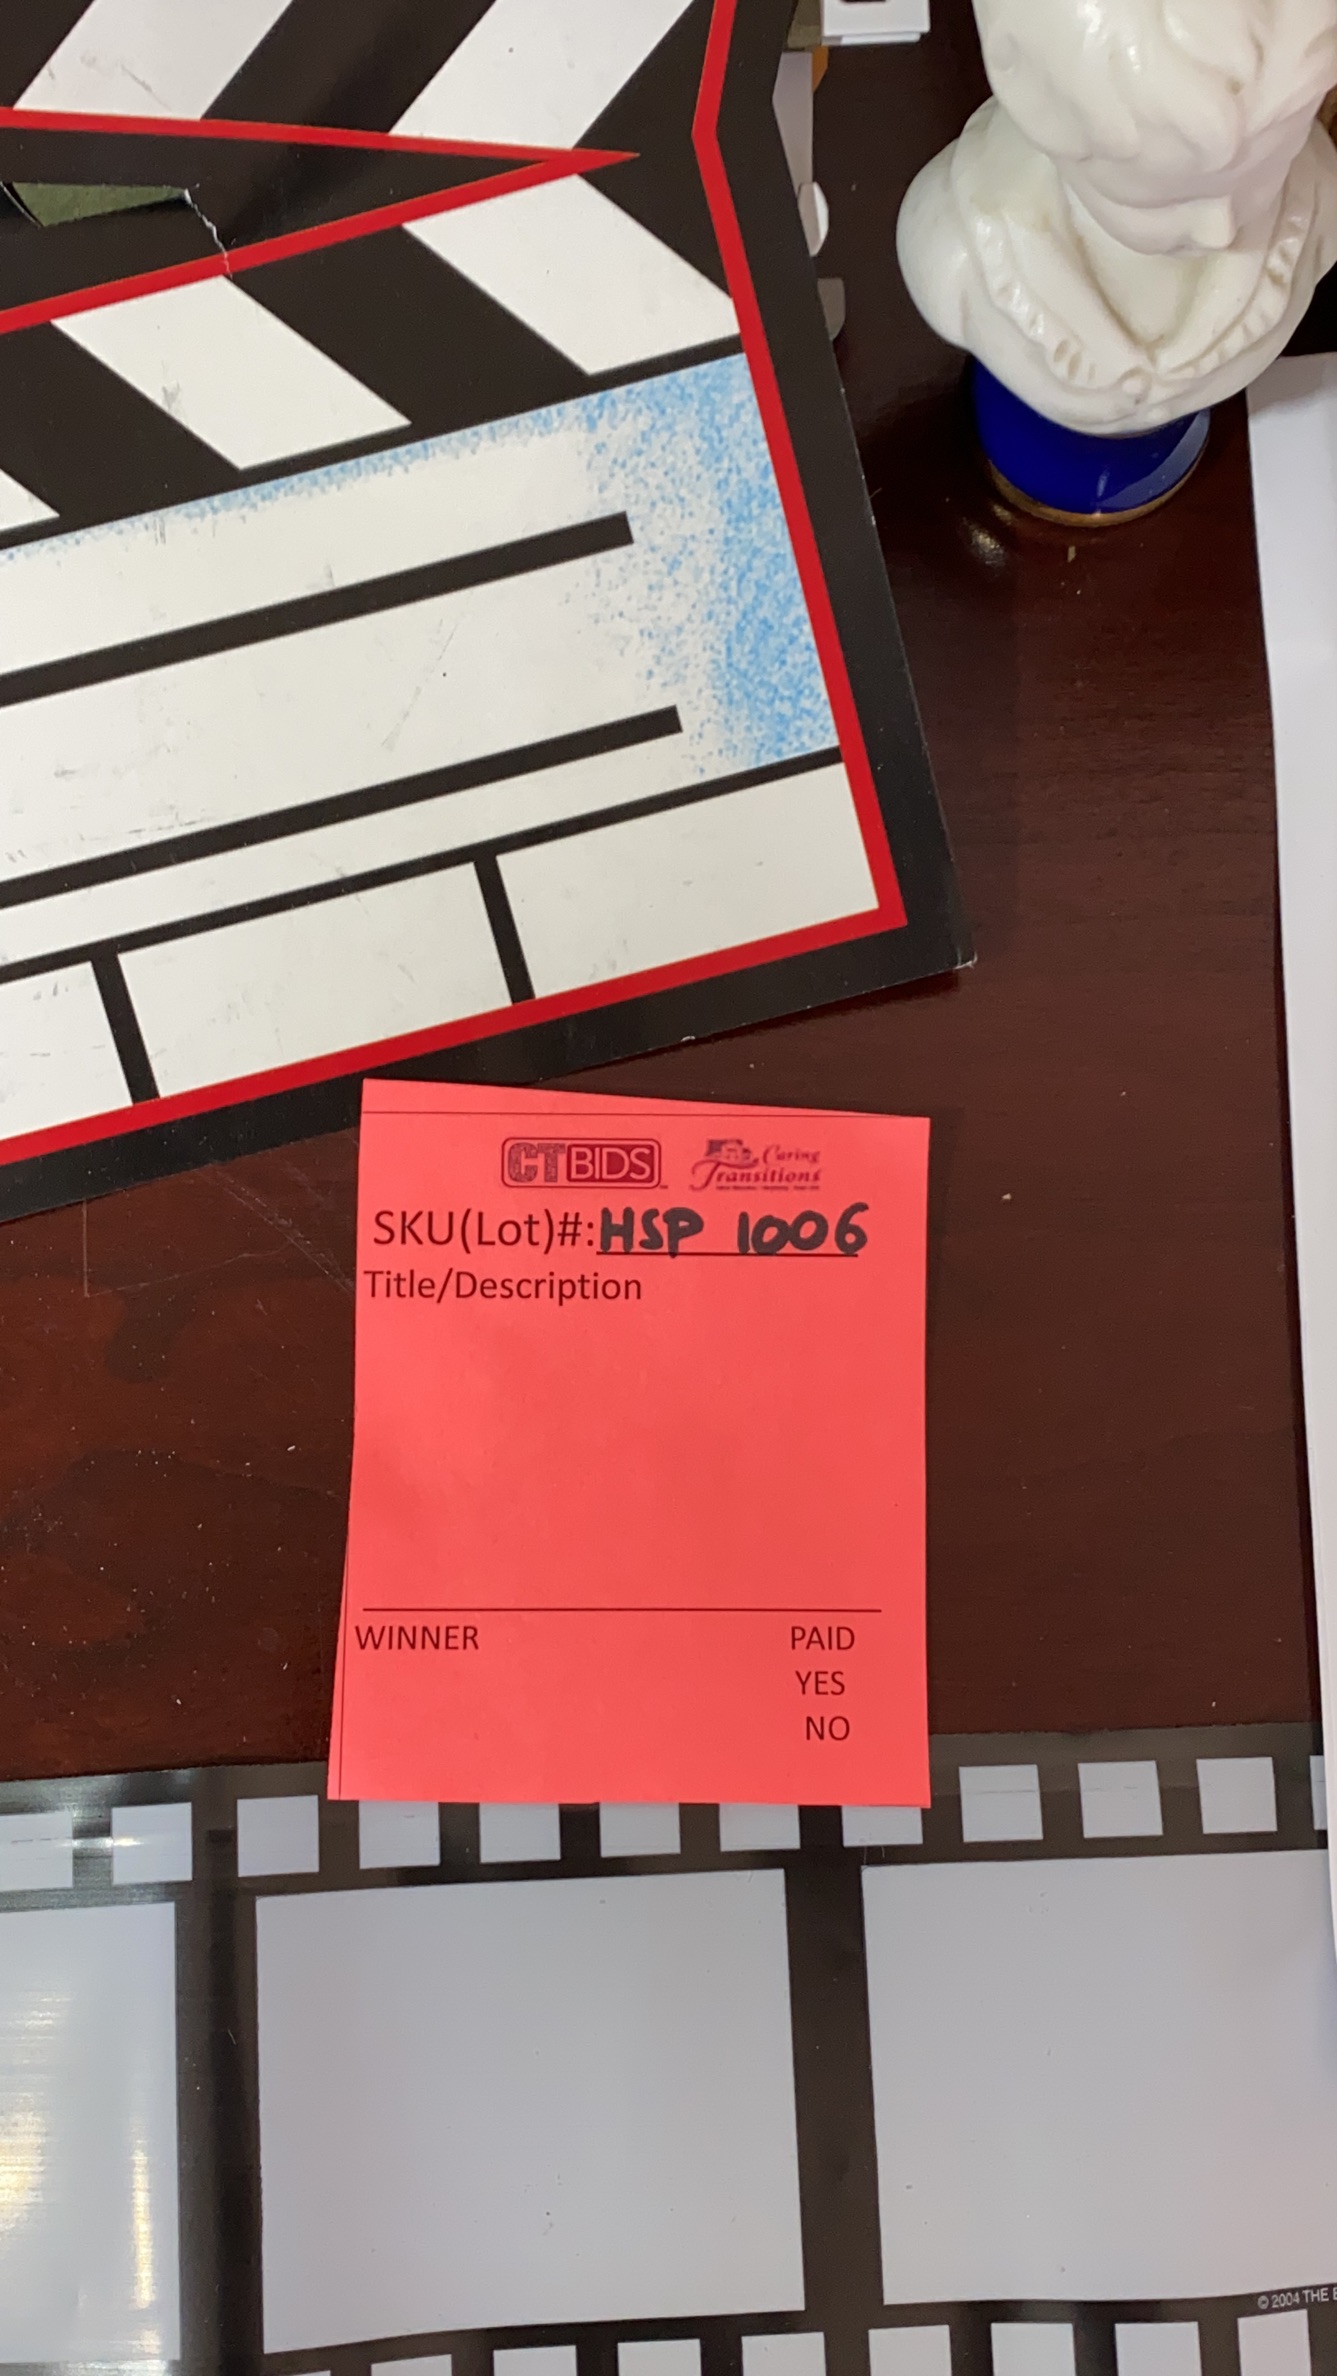 CTBIDS
Caring
Transitions
SKU(Lot)#:HSP 1006
Title/Description
WINNER
PAID
YES
NO
© 2004 THE